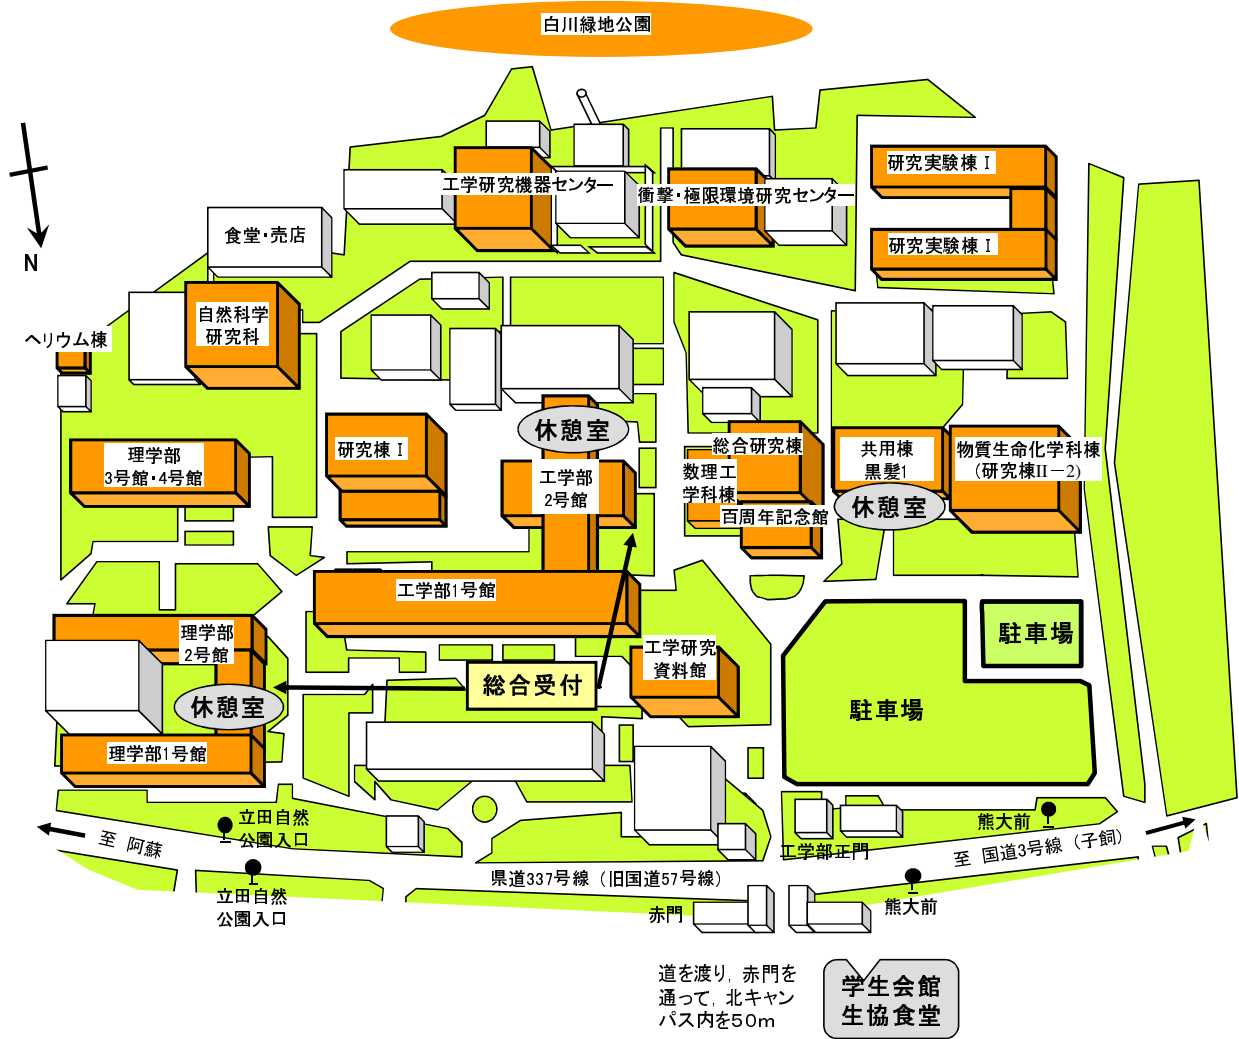 白川緑地公園
N
工学研究機器センター
衝撃・極限環境研究センター
研究実験棟Ⅰ
研究実験棟Ⅰ
食堂・売店
自然科学
研究科
ヘリウム棟
理学部
3号館・4号館
研究棟Ⅰ
休憩室
工学部
2号館
総合研究棟
数理工
学科棟
百周年記念館
共用棟
黒髪1
休憩室
物質生命化学科棟
(研究棟II-2)
工学部1号館
理学部
2号館
休憩室
理学部1号館
総合受付
工学研究
資料館
駐車場
駐車場
立田自然
公園入口
至 阿蘇
立田自然
公園入口
県道337号線(旧国道57号線)
工学部正門
熊大前
至 国道3号線(子飼)
熊大前
赤門
道を渡り, 赤門を
通って, 北キャン
パス内を50m
学生会館
生協食堂